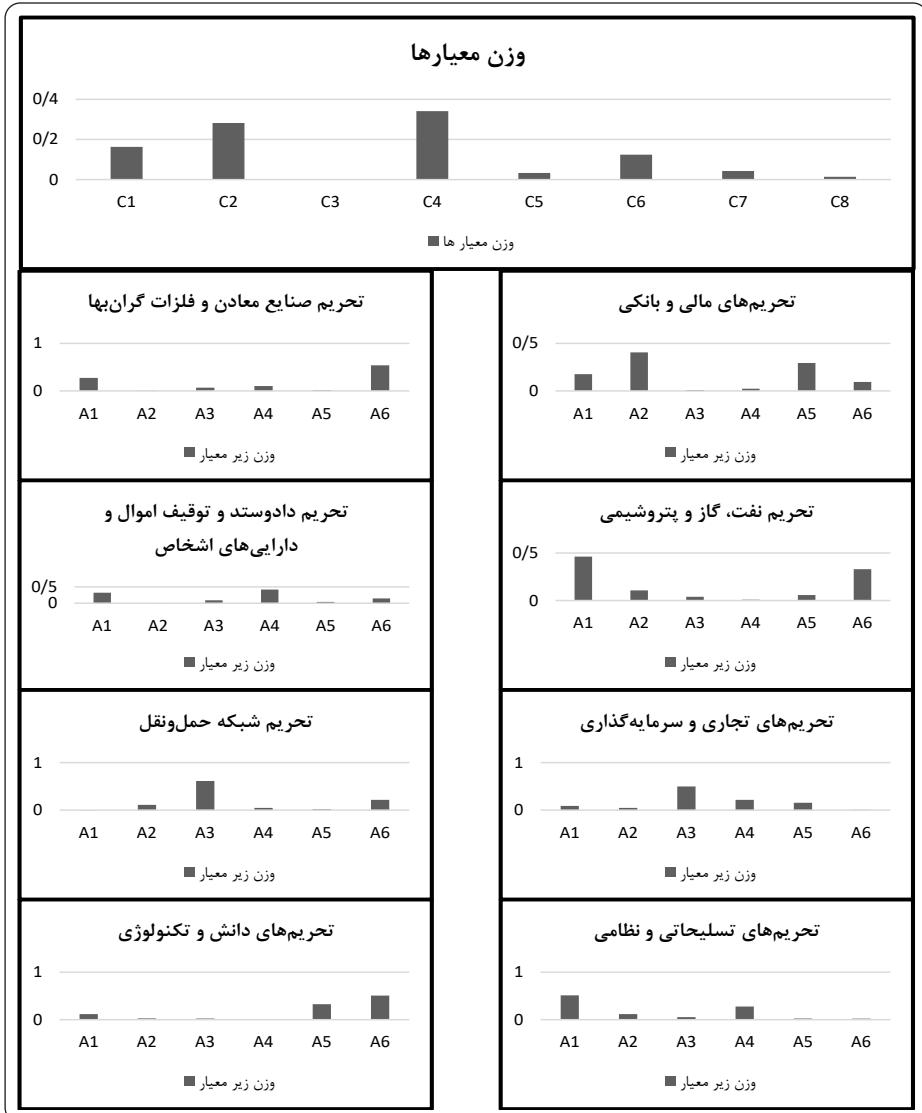 وزن معیارها
0/4
0/2
0
C1 C2 C3 C4 C5 C6 C7 C8
وزن معیار ها
تحریم‌های مالی و بانکی
0/5
0
A1 A2 A3 A4 A5 A6
وزن زیر معیار
تحریم صنایع معادن و فلزات گران‌بها
1
0
A1 A2 A3 A4 A5 A6
وزن زیر معیار
تحریم نفت، گاز و پتروشیمی
0/5
0
A1 A2 A3 A4 A5 A6
وزن زیر معیار
تحریم دادوستد و توقیف اموال و
دارایی‌های اشخاص
0/5
0
A1 A2 A3 A4 A5 A6
وزن زیر معیار
تحریم‌های تجاری و سرمایه‌گذاری
1
0
A1 A2 A3 A4 A5 A6
وزن زیر معیار
تحریم شبکه حمل‌ونقل
1
0
A1 A2 A3 A4 A5 A6
وزن زیر معیار
تحریم‌های تسلیحاتی و نظامی
1
0
A1 A2 A3 A4 A5 A6
وزن زیر معیار
تحریم‌های دانش و تکنولوژی
1
0
A1 A2 A3 A4 A5 A6
وزن زیر معیار